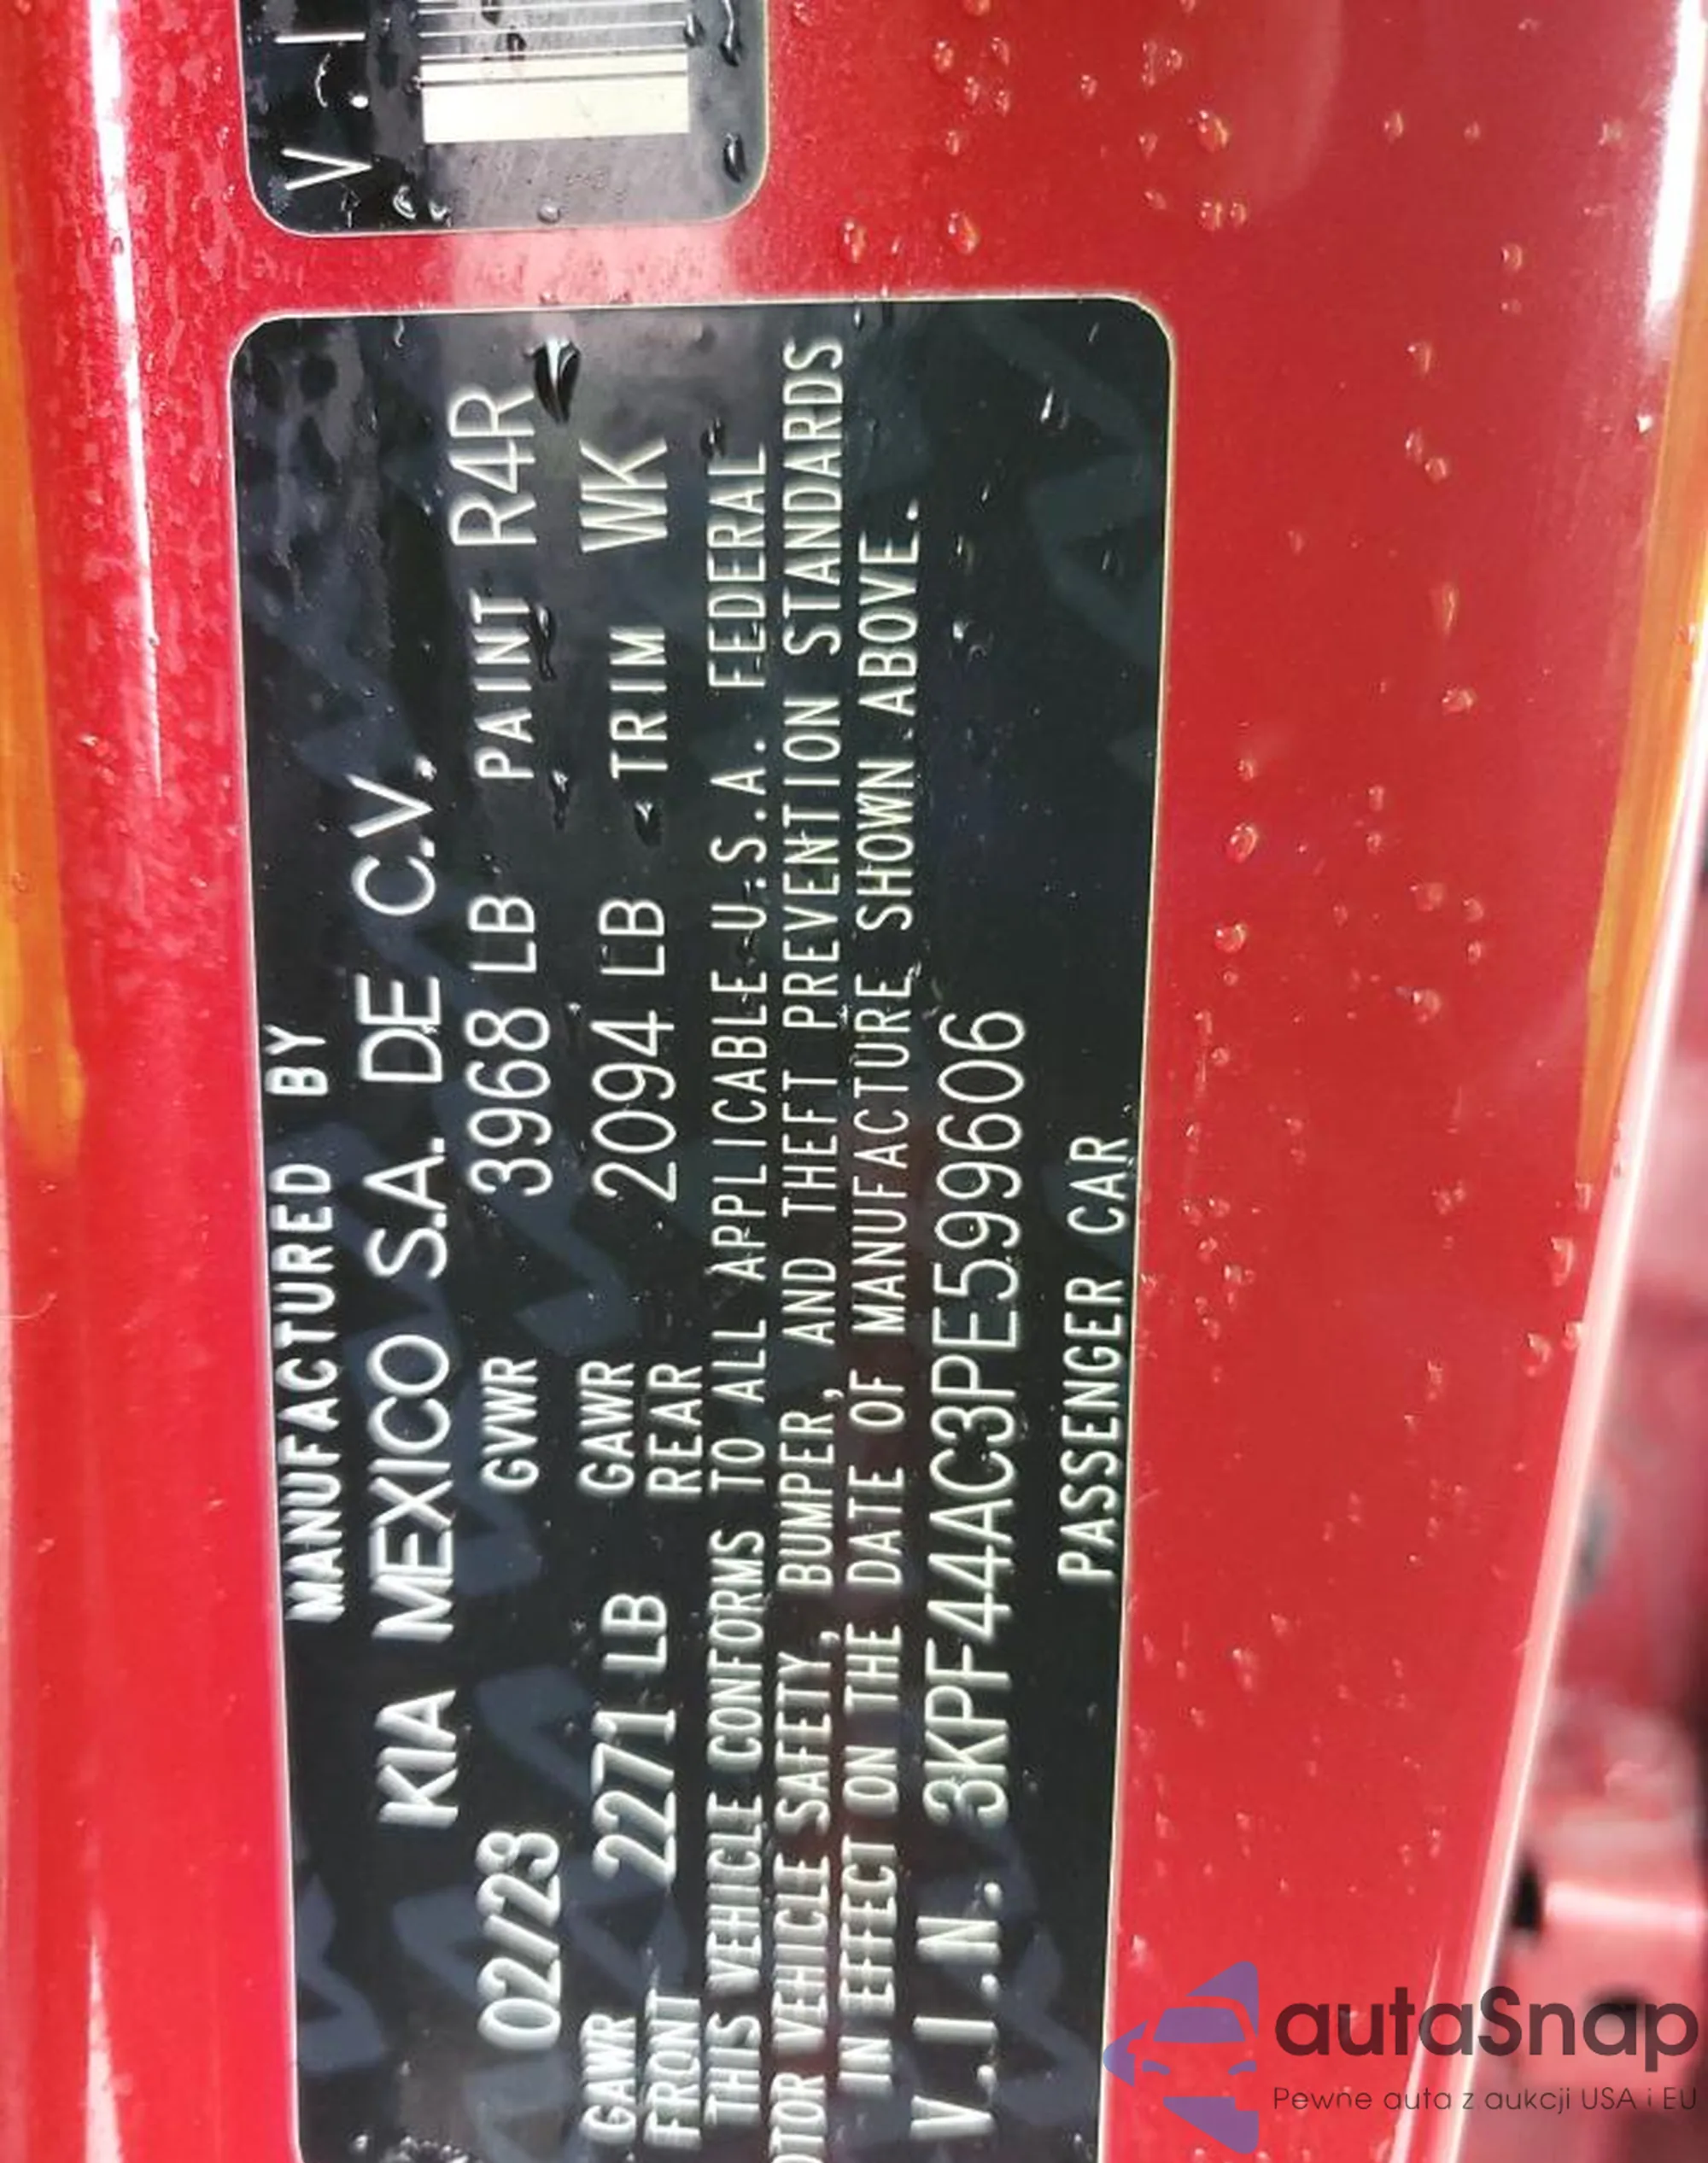 V . I
MANUFACTURED BY
KIA MEXICO S.A. DE C.V.
02/23 GVWR 3968 LB PAINT R4R
GAWR FRONT 2271 LB GAWR REAR 2094 LB TRIM WK
THIS VEHICLE CONFORMS TO ALL APPLICABLE U.S.A. FEDERAL
OTOR VEHICLE SAFETY, BUMPER, AND THEFT PREVENTION STANDARDS
IN EFFECT ON THE DATE OF MANUFACTURE SHOWN ABOVE.
V.I.N. 3KPF44AC3PE599606
PASSENGER CAR
autaSnap
Pewne auta z aukcji USA i EU